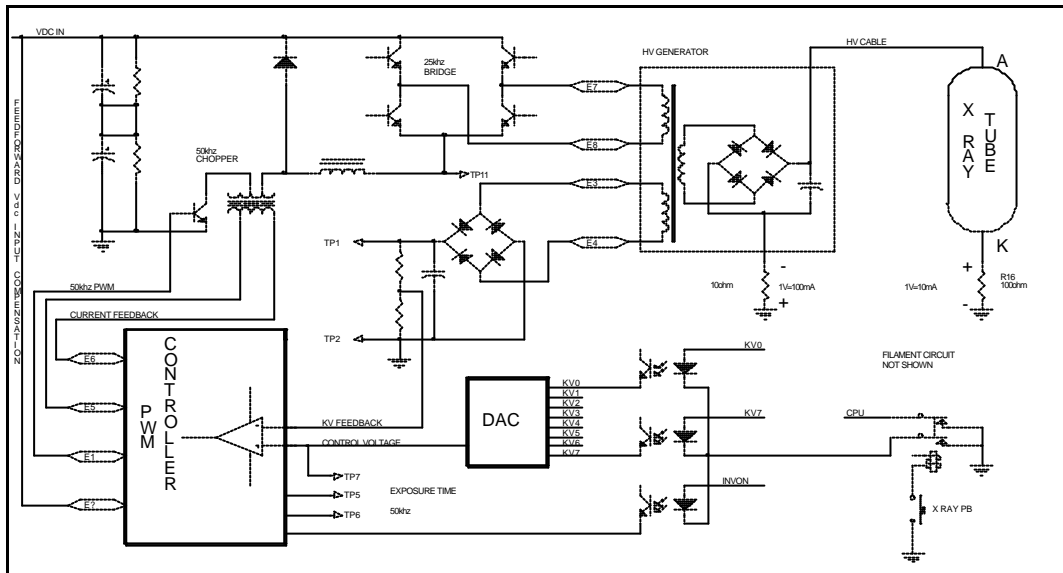 VDC IN
HV GENERATOR
HV CABLE
A
25khz
BRIDGE
E7
X RAY
TUBE
FEEDFORWARD Vdc INPUT COMPENSATION
50khz
CHOPPER
E8
TP11
E3
K
TP1
E4
10ohm
-
1V=100mA
+
1V=10mA
+
-
R16
100ohm
50khz PWM
CURRENT FEEDBACK
TP2
E6
CONTROLLER
PWM
KV0
FILAMENT CIRCUIT
NOT SHOWN
DAC
KV0
KV1
KV2
KV3
KV4
KV5
KV6
KV7
E5
KV FEEDBACK
KV7
CPU
-
+
CONTROL VOLTAGE
E1
TP7
EXPOSURE TIME
TP5
INVON
E?
50khz
TP6
X RAY PB